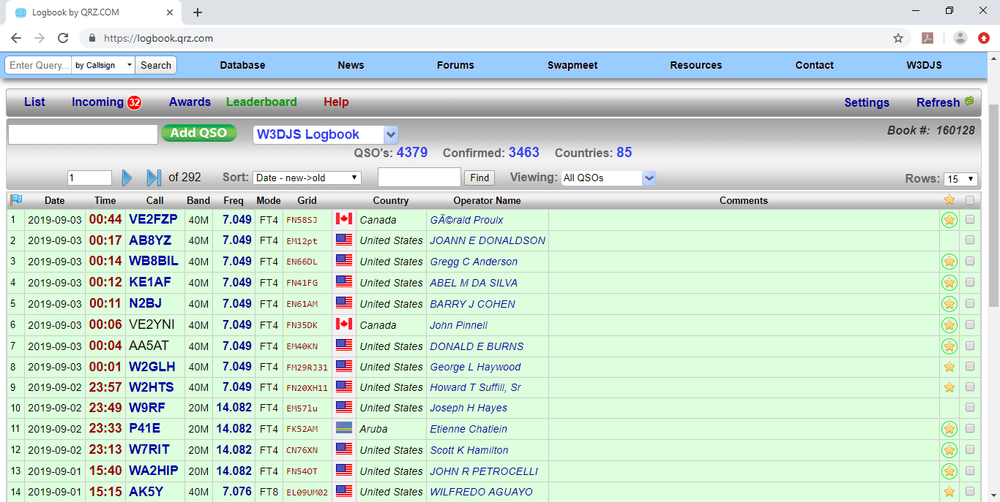 Logbook by QRZ.COM
https://logbook.qrz.com
Enter Query... by Callsign Search Database News Forums Swapmeet Resources Contact W3DJS
List Incoming 32 Awards Leaderboard Help Settings Refresh
Add QSO W3DJS Logbook Book #: 160128
QSO's: 4379 Confirmed: 3463 Countries: 85
1 of 292 Sort: Date - new->old Find Viewing: All QSOs Rows: 15
Date Time Call Band Freq Mode Grid Country Operator Name Comments
1 2019-09-03 00:44 VE2FZP 40M 7.049 FT4 FN58SJ Canada GÃ©rald Proulx
2 2019-09-03 00:17 AB8YZ 40M 7.049 FT4 EM12pt United States JOANN E DONALDSON
3 2019-09-03 00:14 WB8BIL 40M 7.049 FT4 EN66DL United States Gregg C Anderson
4 2019-09-03 00:12 KE1AF 40M 7.049 FT4 FN41FG United States ABEL M DA SILVA
5 2019-09-03 00:11 N2BJ 40M 7.049 FT4 EN61AM United States BARRY J COHEN
6 2019-09-03 00:06 VE2YNI 40M 7.049 FT4 FN35DK Canada John Pinnell
7 2019-09-03 00:04 AA5AT 40M 7.049 FT4 EM40KN United States DONALD E BURNS
8 2019-09-03 00:01 W2GLH 40M 7.049 FT4 FM29RJ31 United States George L Haywood
9 2019-09-02 23:57 W2HTS 40M 7.049 FT4 FN20XH11 United States Howard T Suffill, Sr
10 2019-09-02 23:49 W9RF 20M 14.082 FT4 EM57lu United States Joseph H Hayes
11 2019-09-02 23:33 P41E 20M 14.082 FT4 FK52AM Aruba Etienne Chatlein
12 2019-09-02 23:13 W7RIT 20M 14.082 FT4 CN76XN United States Scott K Hamilton
13 2019-09-01 15:40 WA2HIP 20M 14.082 FT4 FN54OT United States JOHN R PETROCELLI
14 2019-09-01 15:15 AK5Y 40M 7.076 FT8 EL09UM02 United States WILFREDO AGUAYO